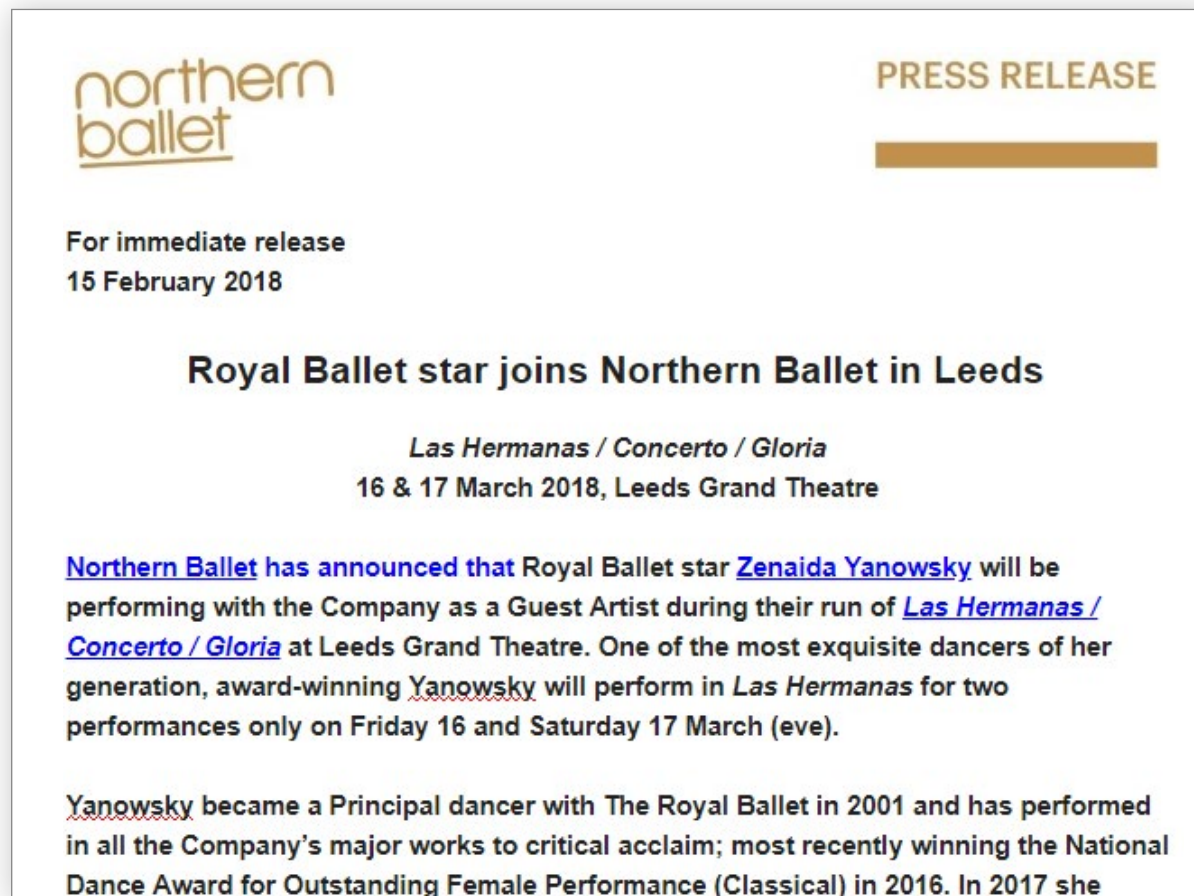 northern
ballet
PRESS RELEASE
For immediate release
15 February 2018
Royal Ballet star joins Northern Ballet in Leeds
Las Hermanas / Concerto / Gloria
16 & 17 March 2018, Leeds Grand Theatre
Northern Ballet has announced that Royal Ballet star Zenaida Yanowsky will be
performing with the Company as a Guest Artist during their run of Las Hermanas /
Concerto / Gloria at Leeds Grand Theatre. One of the most exquisite dancers of her
generation, award-winning Yanowsky will perform in Las Hermanas for two
performances only on Friday 16 and Saturday 17 March (eve).
Yanowsky became a Principal dancer with The Royal Ballet in 2001 and has performed
in all the Company’s major works to critical acclaim; most recently winning the National
Dance Award for Outstanding Female Performance (Classical) in 2016. In 2017 she